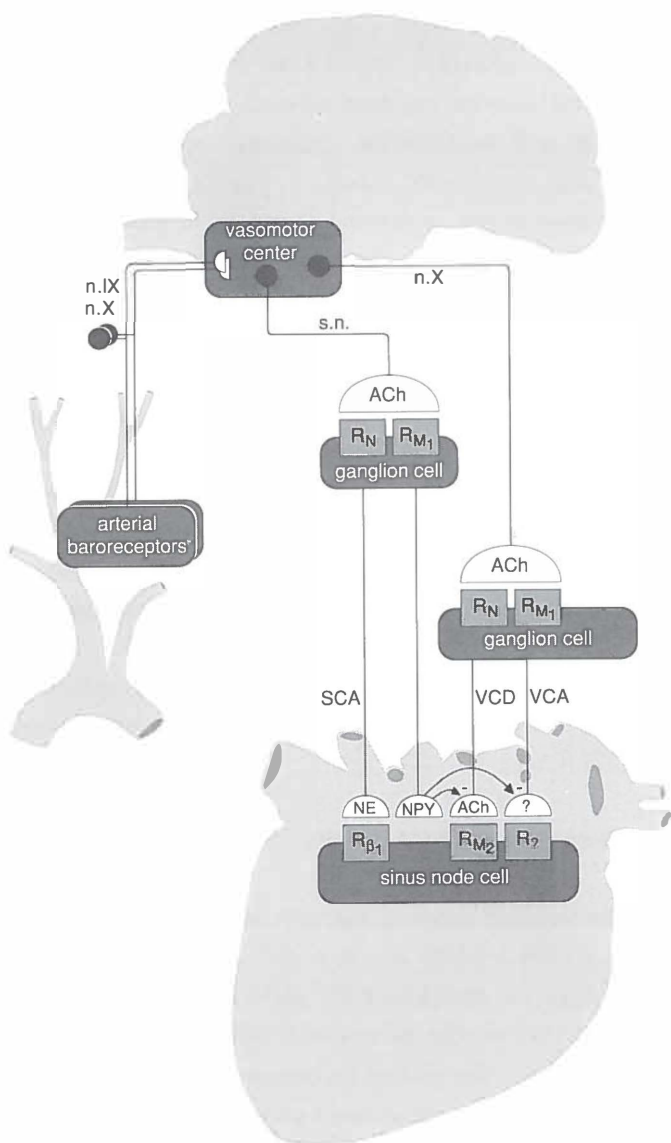 vasomotor
center
n.IX
n.X
n.X
s.n.
ACh
R_N R_M1
ganglion cell
arterial
baroreceptors*
ACh
R_N R_M1
ganglion cell
SCA VCD VCA
- -
NE NPY ACh ?
R_β1 R_M2 R_?
sinus node cell